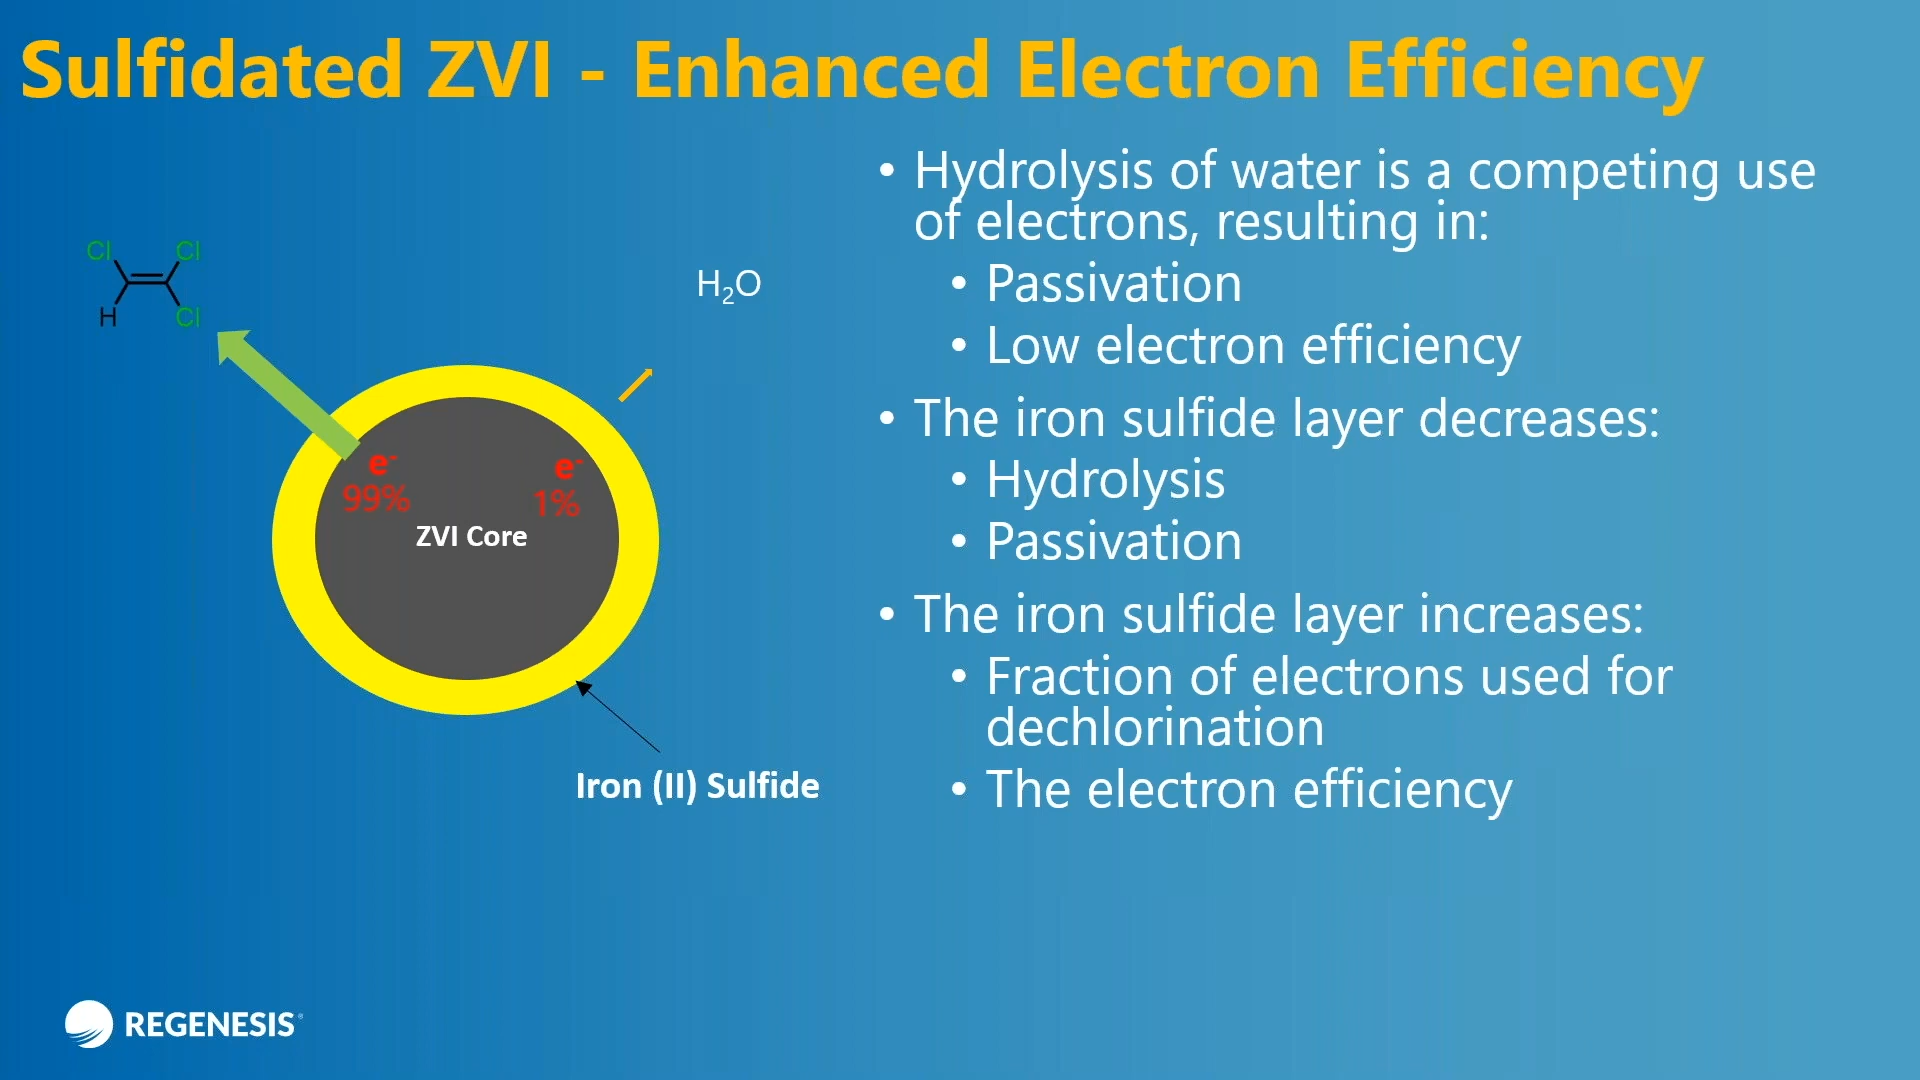 Sulfidated ZVI - Enhanced Electron Efficiency
• Hydrolysis of water is a competing use
of electrons, resulting in:
• Passivation
• Low electron efficiency
• The iron sulfide layer decreases:
• Hydrolysis
• Passivation
• The iron sulfide layer increases:
• Fraction of electrons used for
dechlorination
• The electron efficiency
Cl Cl
H Cl
H₂O
e⁻ e⁻
99% 1%
ZVI Core
Iron (II) Sulfide
REGENESIS®